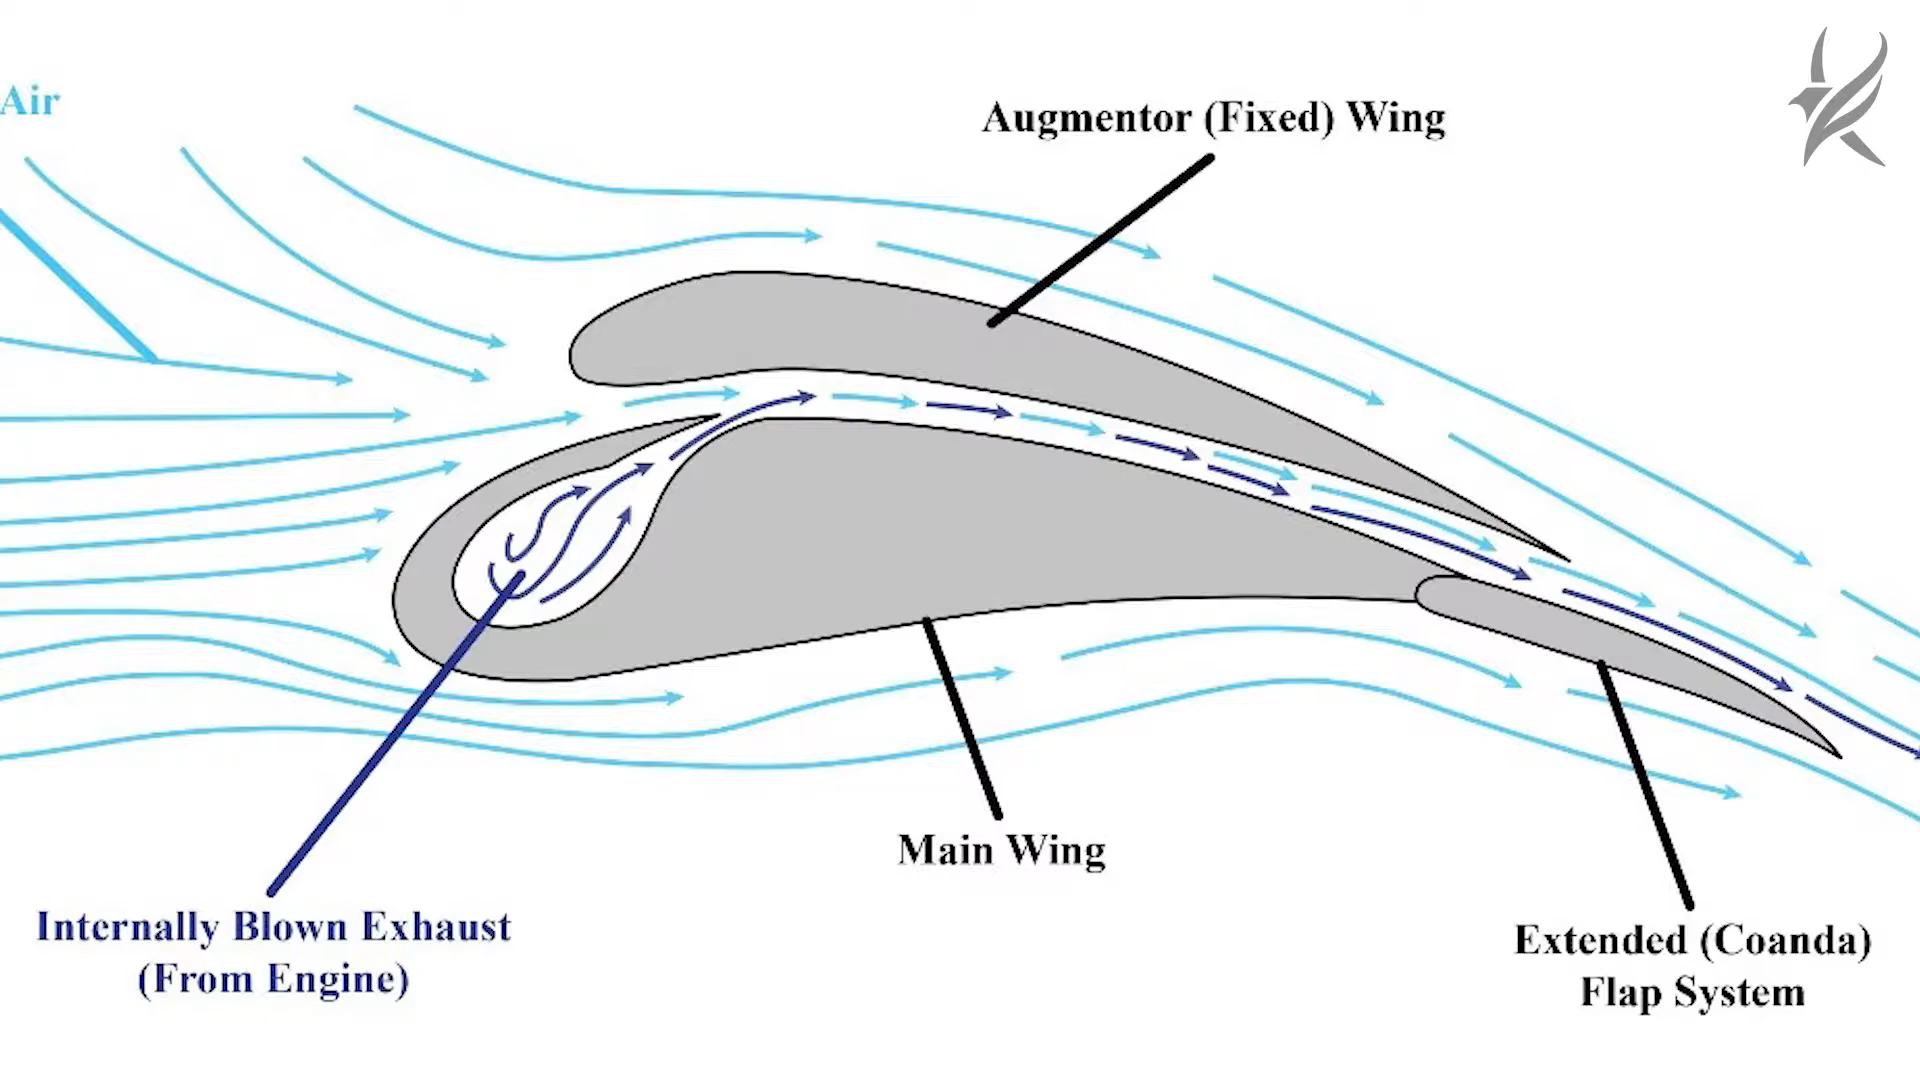 Air
Augmentor (Fixed) Wing
Main Wing
Internally Blown Exhaust
(From Engine)
Extended (Coanda)
Flap System